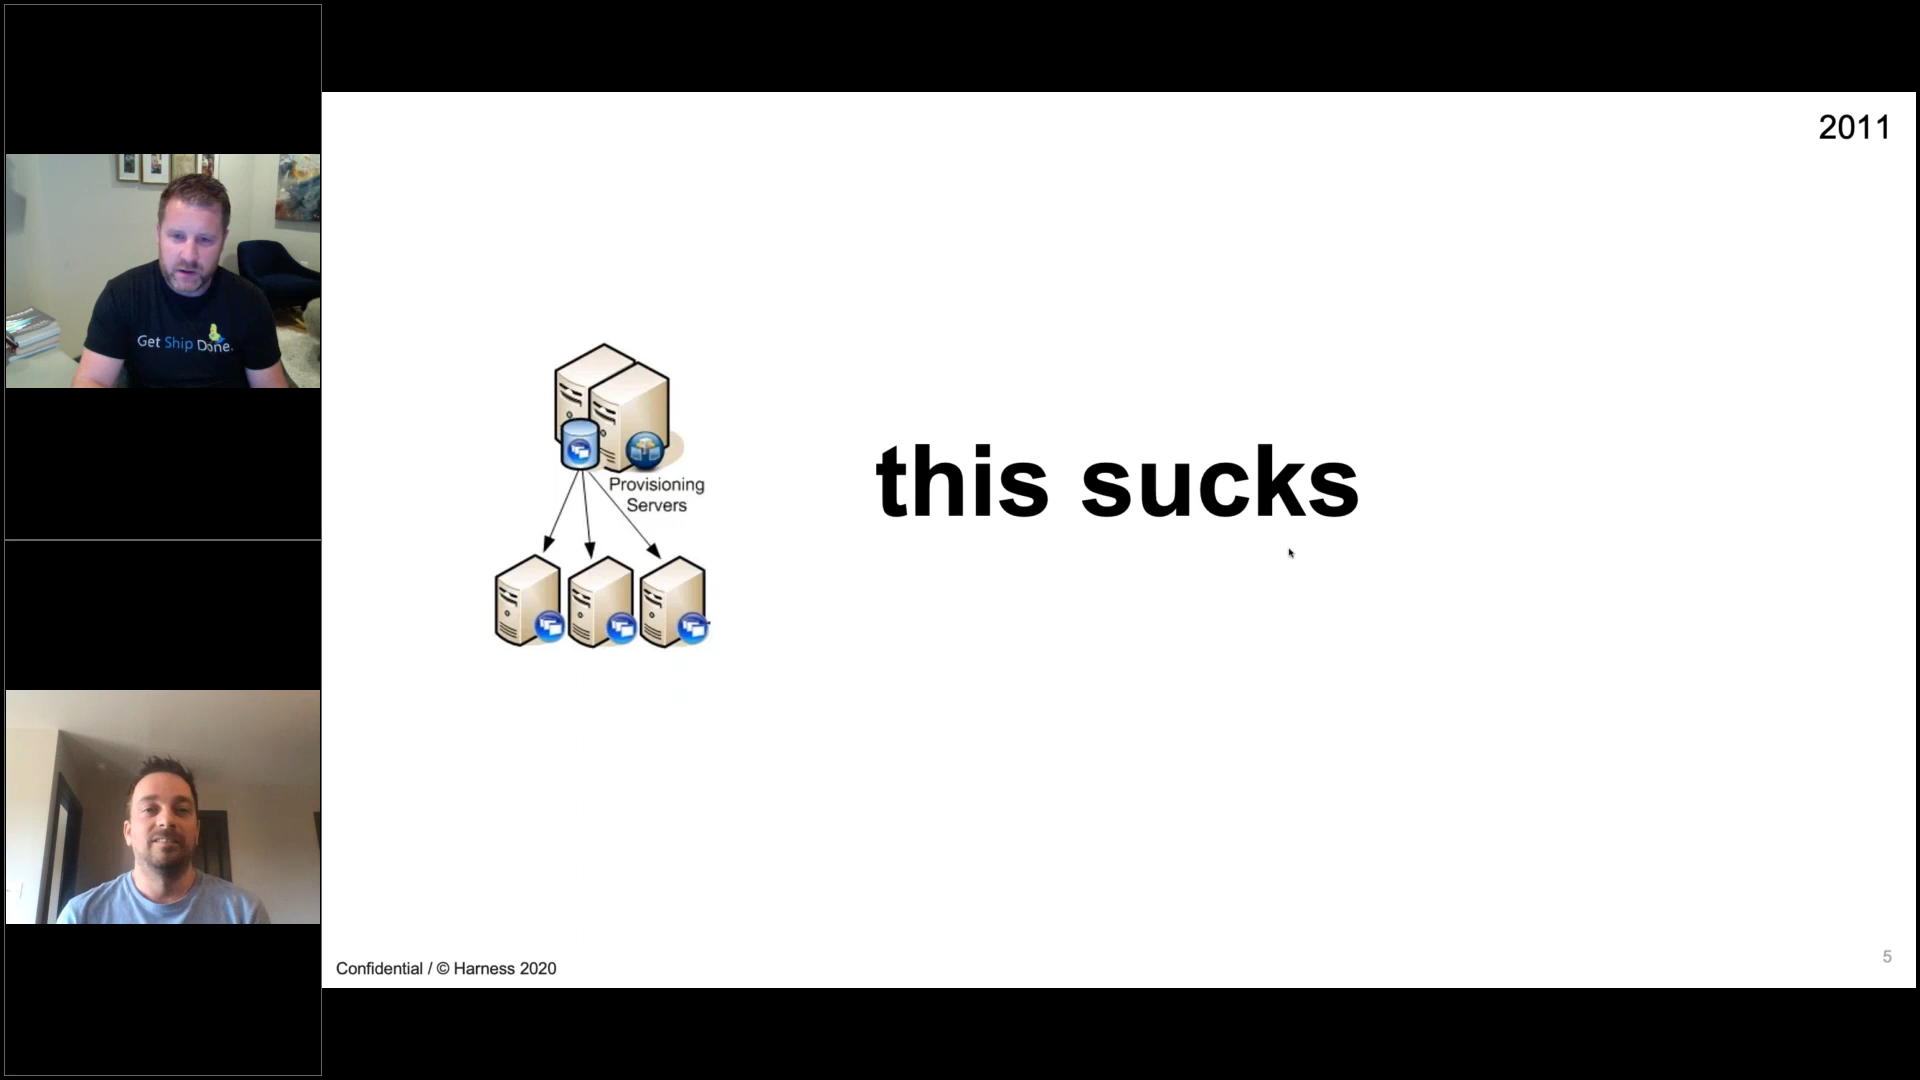 2011
Get Ship Done.
Provisioning
Servers
this sucks
Confidential / © Harness 2020
5